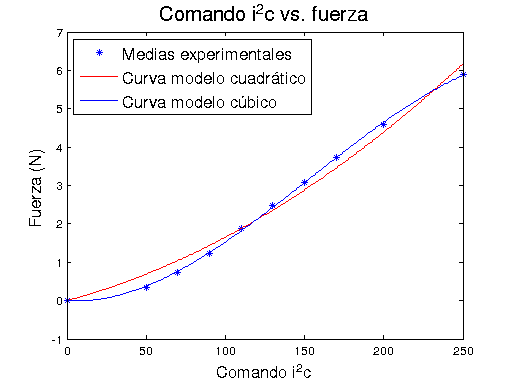 Comando i²c vs. fuerza
Medias experimentales
Curva modelo cuadrático
Curva modelo cúbico
Fuerza (N)
7
6
5
4
3
2
1
0
-1
0 50 100 150 200 250
Comando i²c